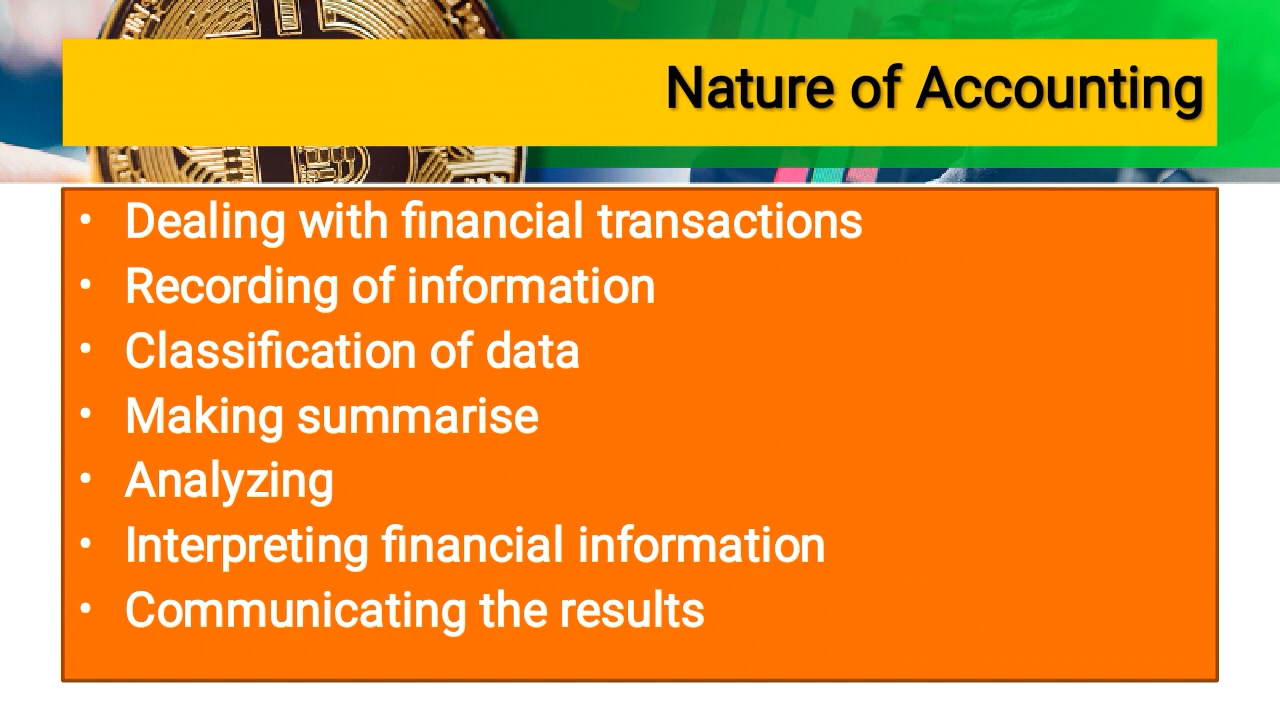 Nature of Accounting
• Dealing with financial transactions
• Recording of information
• Classification of data
• Making summarise
• Analyzing
• Interpreting financial information
• Communicating the results